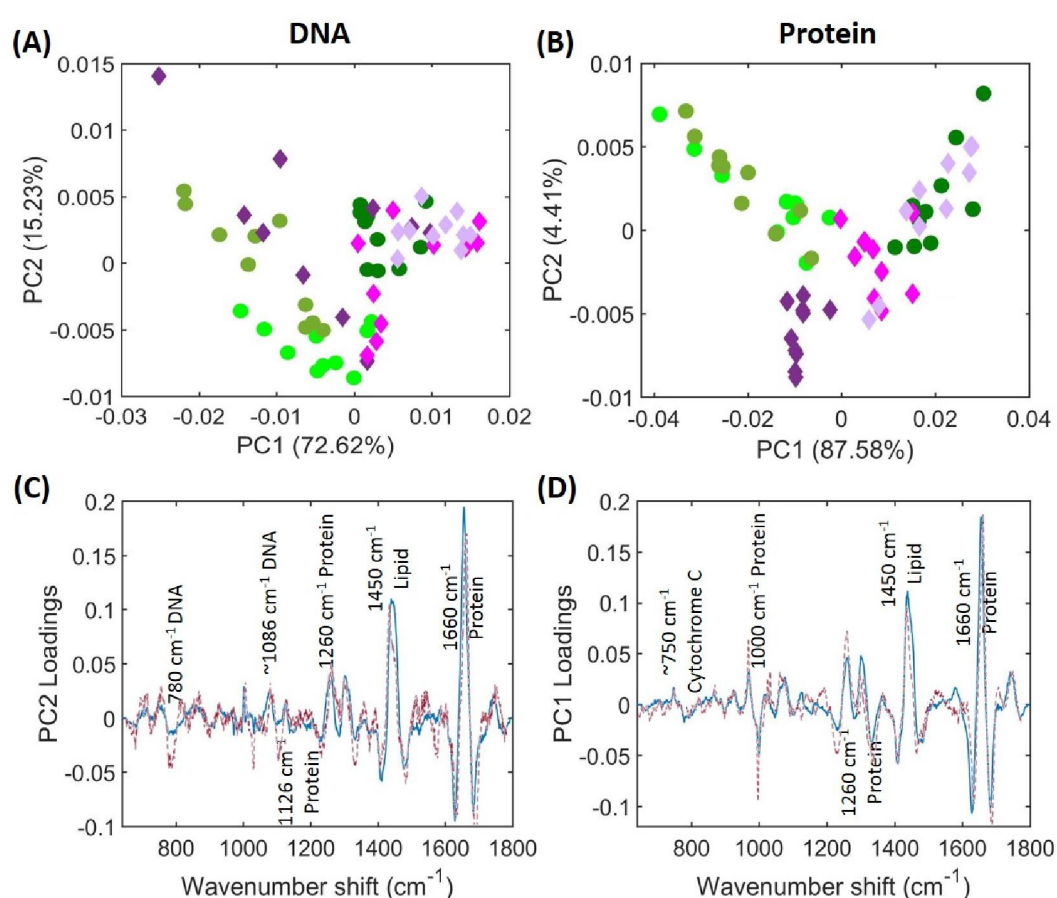 (A)
DNA
0.015
0.01
0.005
0
-0.005
-0.01
PC2 (15.23%)
-0.03
-0.02
-0.01
0
0.01
0.02
PC1 (72.62%)
(B)
Protein
0.01
0.005
0
-0.005
-0.01
PC2 (4.41%)
-0.04
-0.02
0
0.02
0.04
PC1 (87.58%)
(C)
0.2
0.15
0.1
0.05
0
-0.05
-0.1
PC2 Loadings
780 cm⁻¹ DNA
~1086 cm⁻¹ DNA
1126 cm⁻¹
Protein
1260 cm⁻¹ Protein
1450 cm⁻¹
Lipid
1660 cm⁻¹
Protein
800
1000
1200
1400
1600
1800
Wavenumber shift (cm⁻¹)
(D)
0.2
0.15
0.1
0.05
0
-0.05
-0.1
PC1 Loadings
~750 cm⁻¹
Cytochrome C
1000 cm⁻¹ Protein
1260 cm⁻¹
Protein
1450 cm⁻¹
Lipid
1660 cm⁻¹
Protein
800
1000
1200
1400
1600
1800
Wavenumber shift (cm⁻¹)